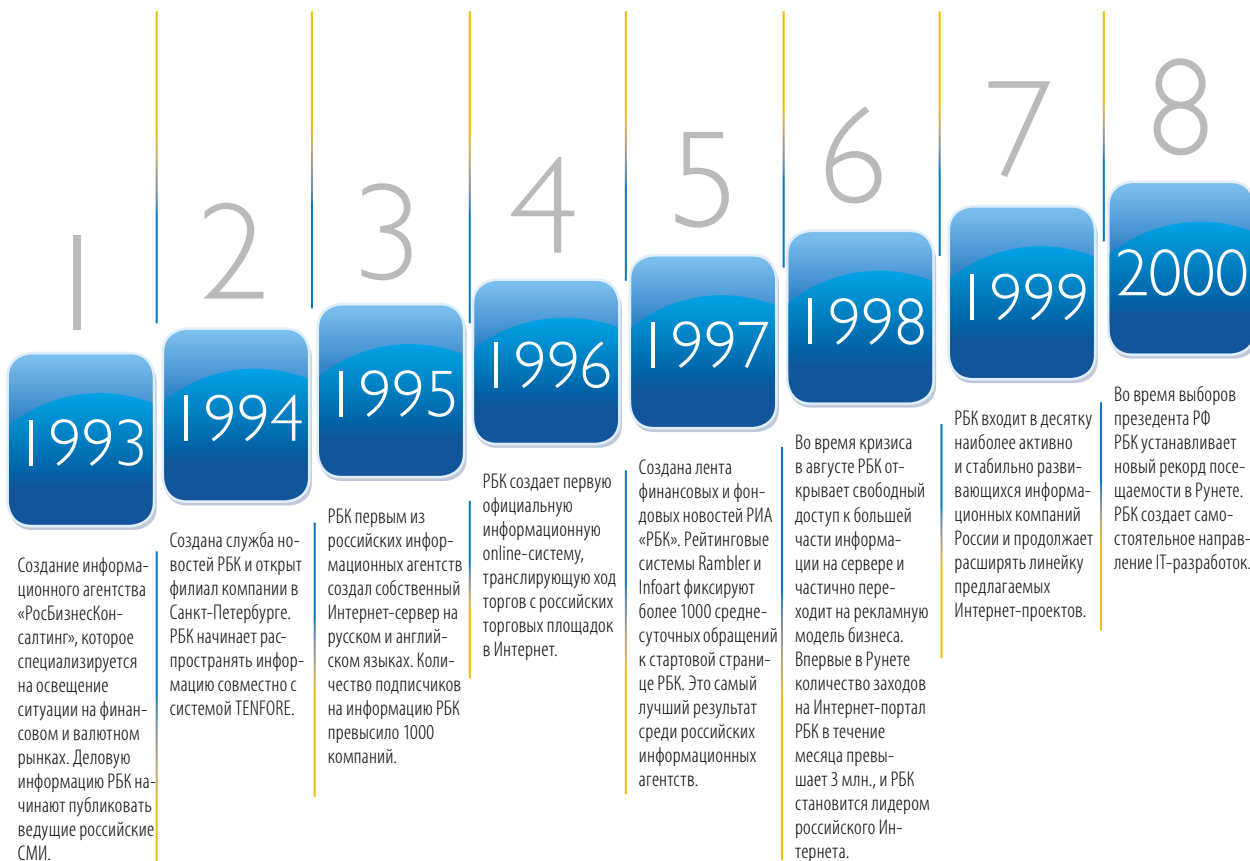 1
1993
Создание информа-
ционного агентства
«РосБизнесКон-
салтинг», которое
специализируется
на освещение
ситуации на финан-
совом и валютном
рынках. Деловую
информацию РБК на-
чинают публиковать
ведущие российские
СМИ.
2
1994
Создана служба но-
востей РБК и открыт
филиал компании в
Санкт-Петербурге.
РБК начинает рас-
пространять инфор-
мацию совместно с
системой TENFORE.
3
1995
РБК первым из
российских инфор-
мационных агентств
создал собственный
Интернет-сервер на
русском и англий-
ском языках. Коли-
чество подписчиков
на информацию РБК
превысило 1000
компаний.
4
1996
РБК создает первую
официальную
информационную
online-систему,
транслирующую ход
торгов с российских
торговых площадок
в Интернет.
5
1997
Создана лента
финансовых и фон-
довых новостей РИА
«РБК». Рейтинговые
системы Rambler и
Infoart фиксируют
более 1000 средне-
суточных обращений
к стартовой страни-
це РБК. Это самый
лучший результат
среди российских
информационных
агентств.
6
1998
Во время кризиса
в августе РБК от-
крывает свободный
доступ к большей
части информа-
ции на сервере и
частично пере-
ходит на рекламную
модель бизнеса.
Впервые в Рунете
количество заходов
на Интернет-портал
РБК в течение
месяца превы-
шает 3 млн., и РБК
становится лидером
российского Ин-
тернета.
7
1999
РБК входит в десятку
наиболее активно
и стабильно разви-
вающихся информа-
ционных компаний
России и продолжает
расширять линейку
предлагаемых
Интернет-проектов.
8
2000
Во время выборов
презедента РФ
РБК устанавливает
новый рекорд посе-
щаемости в Рунете.
РБК создает само-
стоятельное направ-
ление IT-разработок.